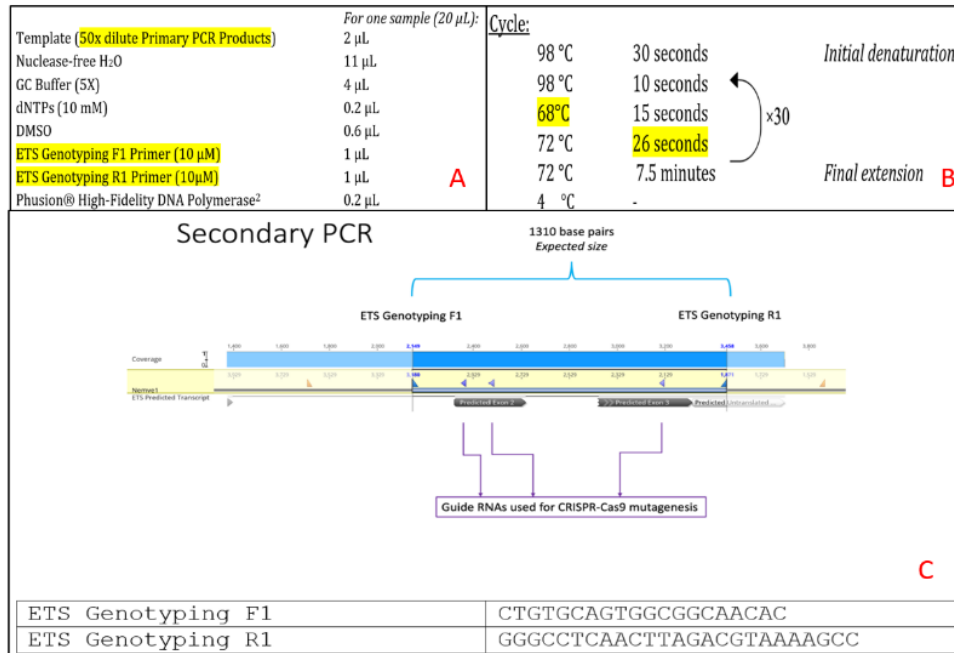 For one sample (20 µL):
Template (50x dilute Primary PCR Products) 2 µL
Nuclease-free H₂O 11 µL
GC Buffer (5X) 4 µL
dNTPs (10 mM) 0.2 µL
DMSO 0.6 µL
ETS Genotyping F1 Primer (10 µM) 1 µL
ETS Genotyping R1 Primer (10µM) 1 µL
Phusion® High-Fidelity DNA Polymerase² 0.2 µL
A
Cycle:
98 °C 30 seconds Initial denaturation
98 °C 10 seconds
68°C 15 seconds
×30
72 °C 26 seconds
72 °C 7.5 minutes Final extension
4 °C -
B
Secondary PCR
1310 base pairs
Expected size
ETS Genotyping F1 ETS Genotyping R1
Coverage
Nemve1
ETS-Predicted Transcript
Predicted Exon 2 Predicted Exon 3 Predicted Untranslated...
Guide RNAs used for CRISPR-Cas9 mutagenesis
C
ETS Genotyping F1 CTGTGCAGTGGCGGCAACAC
ETS Genotyping R1 GGGCCTCAACTTAGACGTAAAAGCC